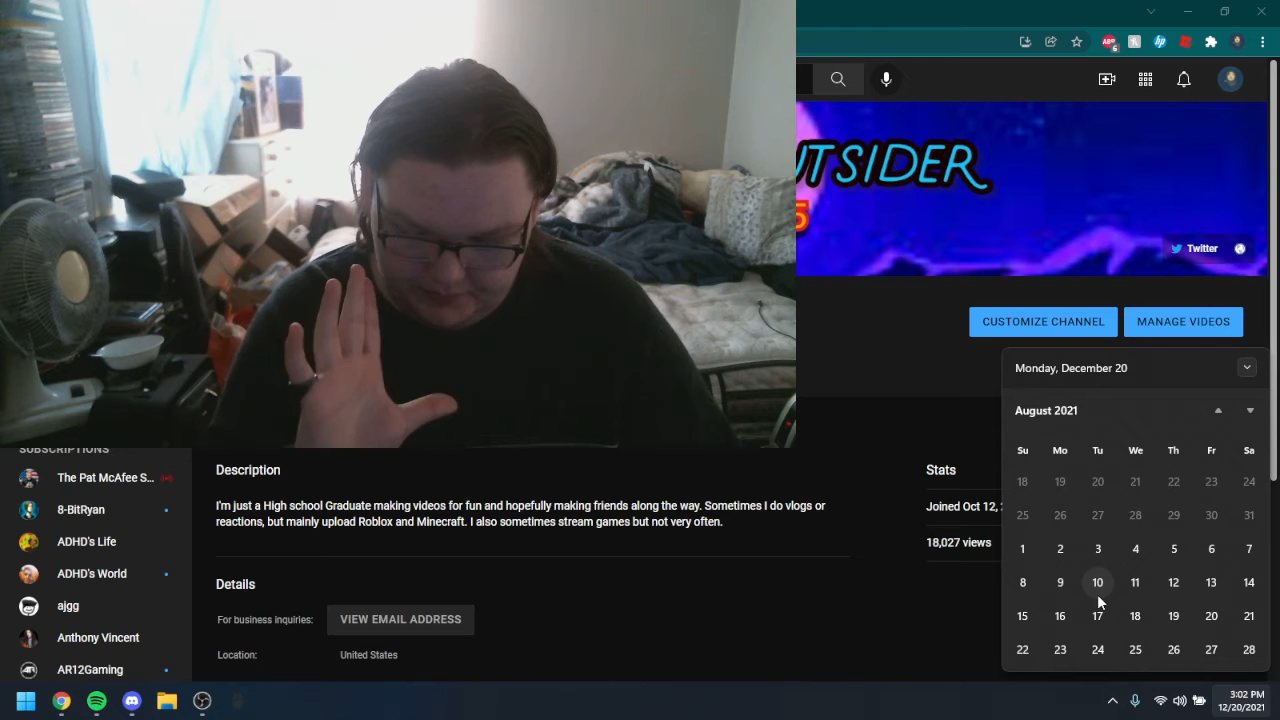 UTSIDER
5
Twitter
CUSTOMIZE CHANNEL
MANAGE VIDEOS
Monday, December 20
August 2021
Su Mo Tu We Th Fr Sa
18 19 20 21 22 23 24
25 26 27 28 29 30 31
1 2 3 4 5 6 7
8 9 10 11 12 13 14
15 16 17 18 19 20 21
22 23 24 25 26 27 28
SUBSCRIPTIONS
The Pat McAfee S...
8-BitRyan
ADHD's Life
ADHD's World
ajgg
Anthony Vincent
AR12Gaming
Description
I'm just a High school Graduate making videos for fun and hopefully making friends along the way. Sometimes I do vlogs or
reactions, but mainly upload Roblox and Minecraft. I also sometimes stream games but not very often.
Details
For business inquiries:
VIEW EMAIL ADDRESS
Location:
United States
Stats
Joined Oct 12,
18,027 views
3:02 PM
12/20/2021